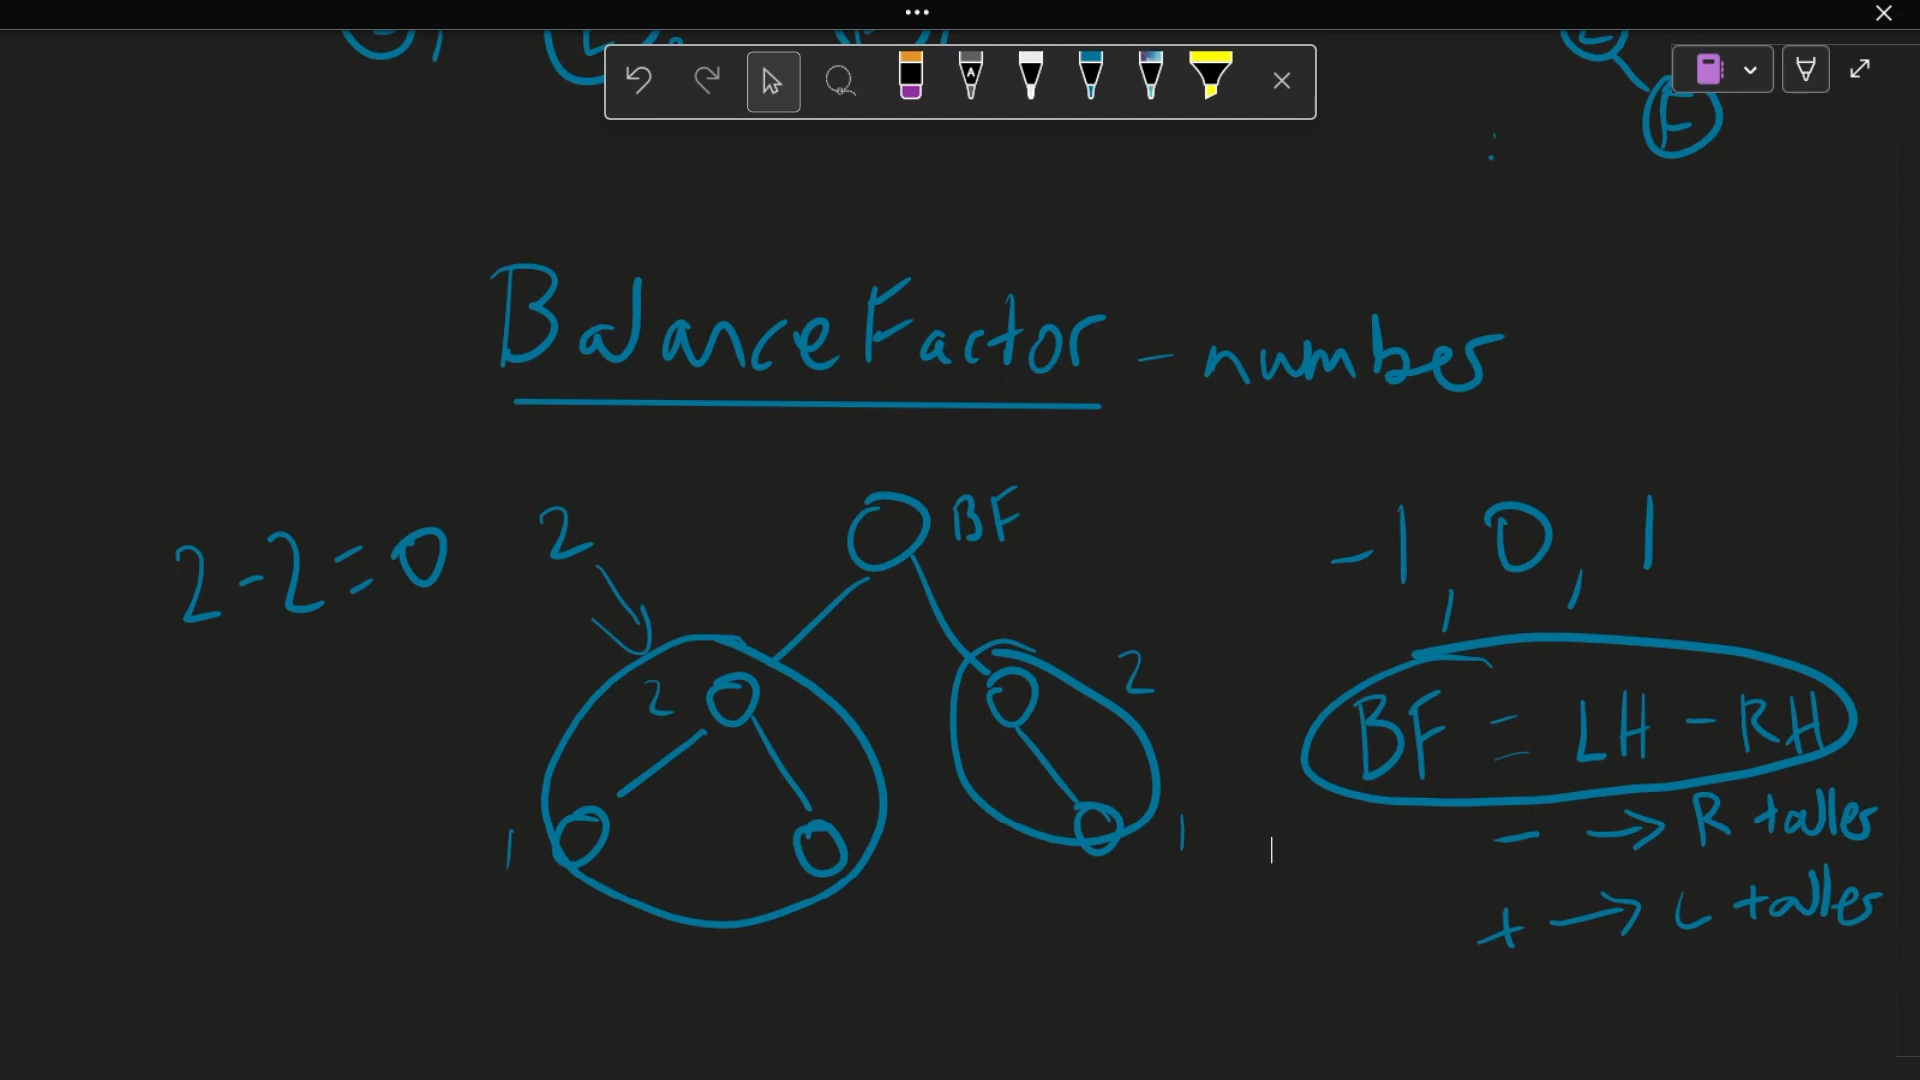 E
Balance Factor - number
2-2=0
2
BF
-1, 0, 1
2
2
BF = LH - RH
1
1
- → R taller
+ → L taller